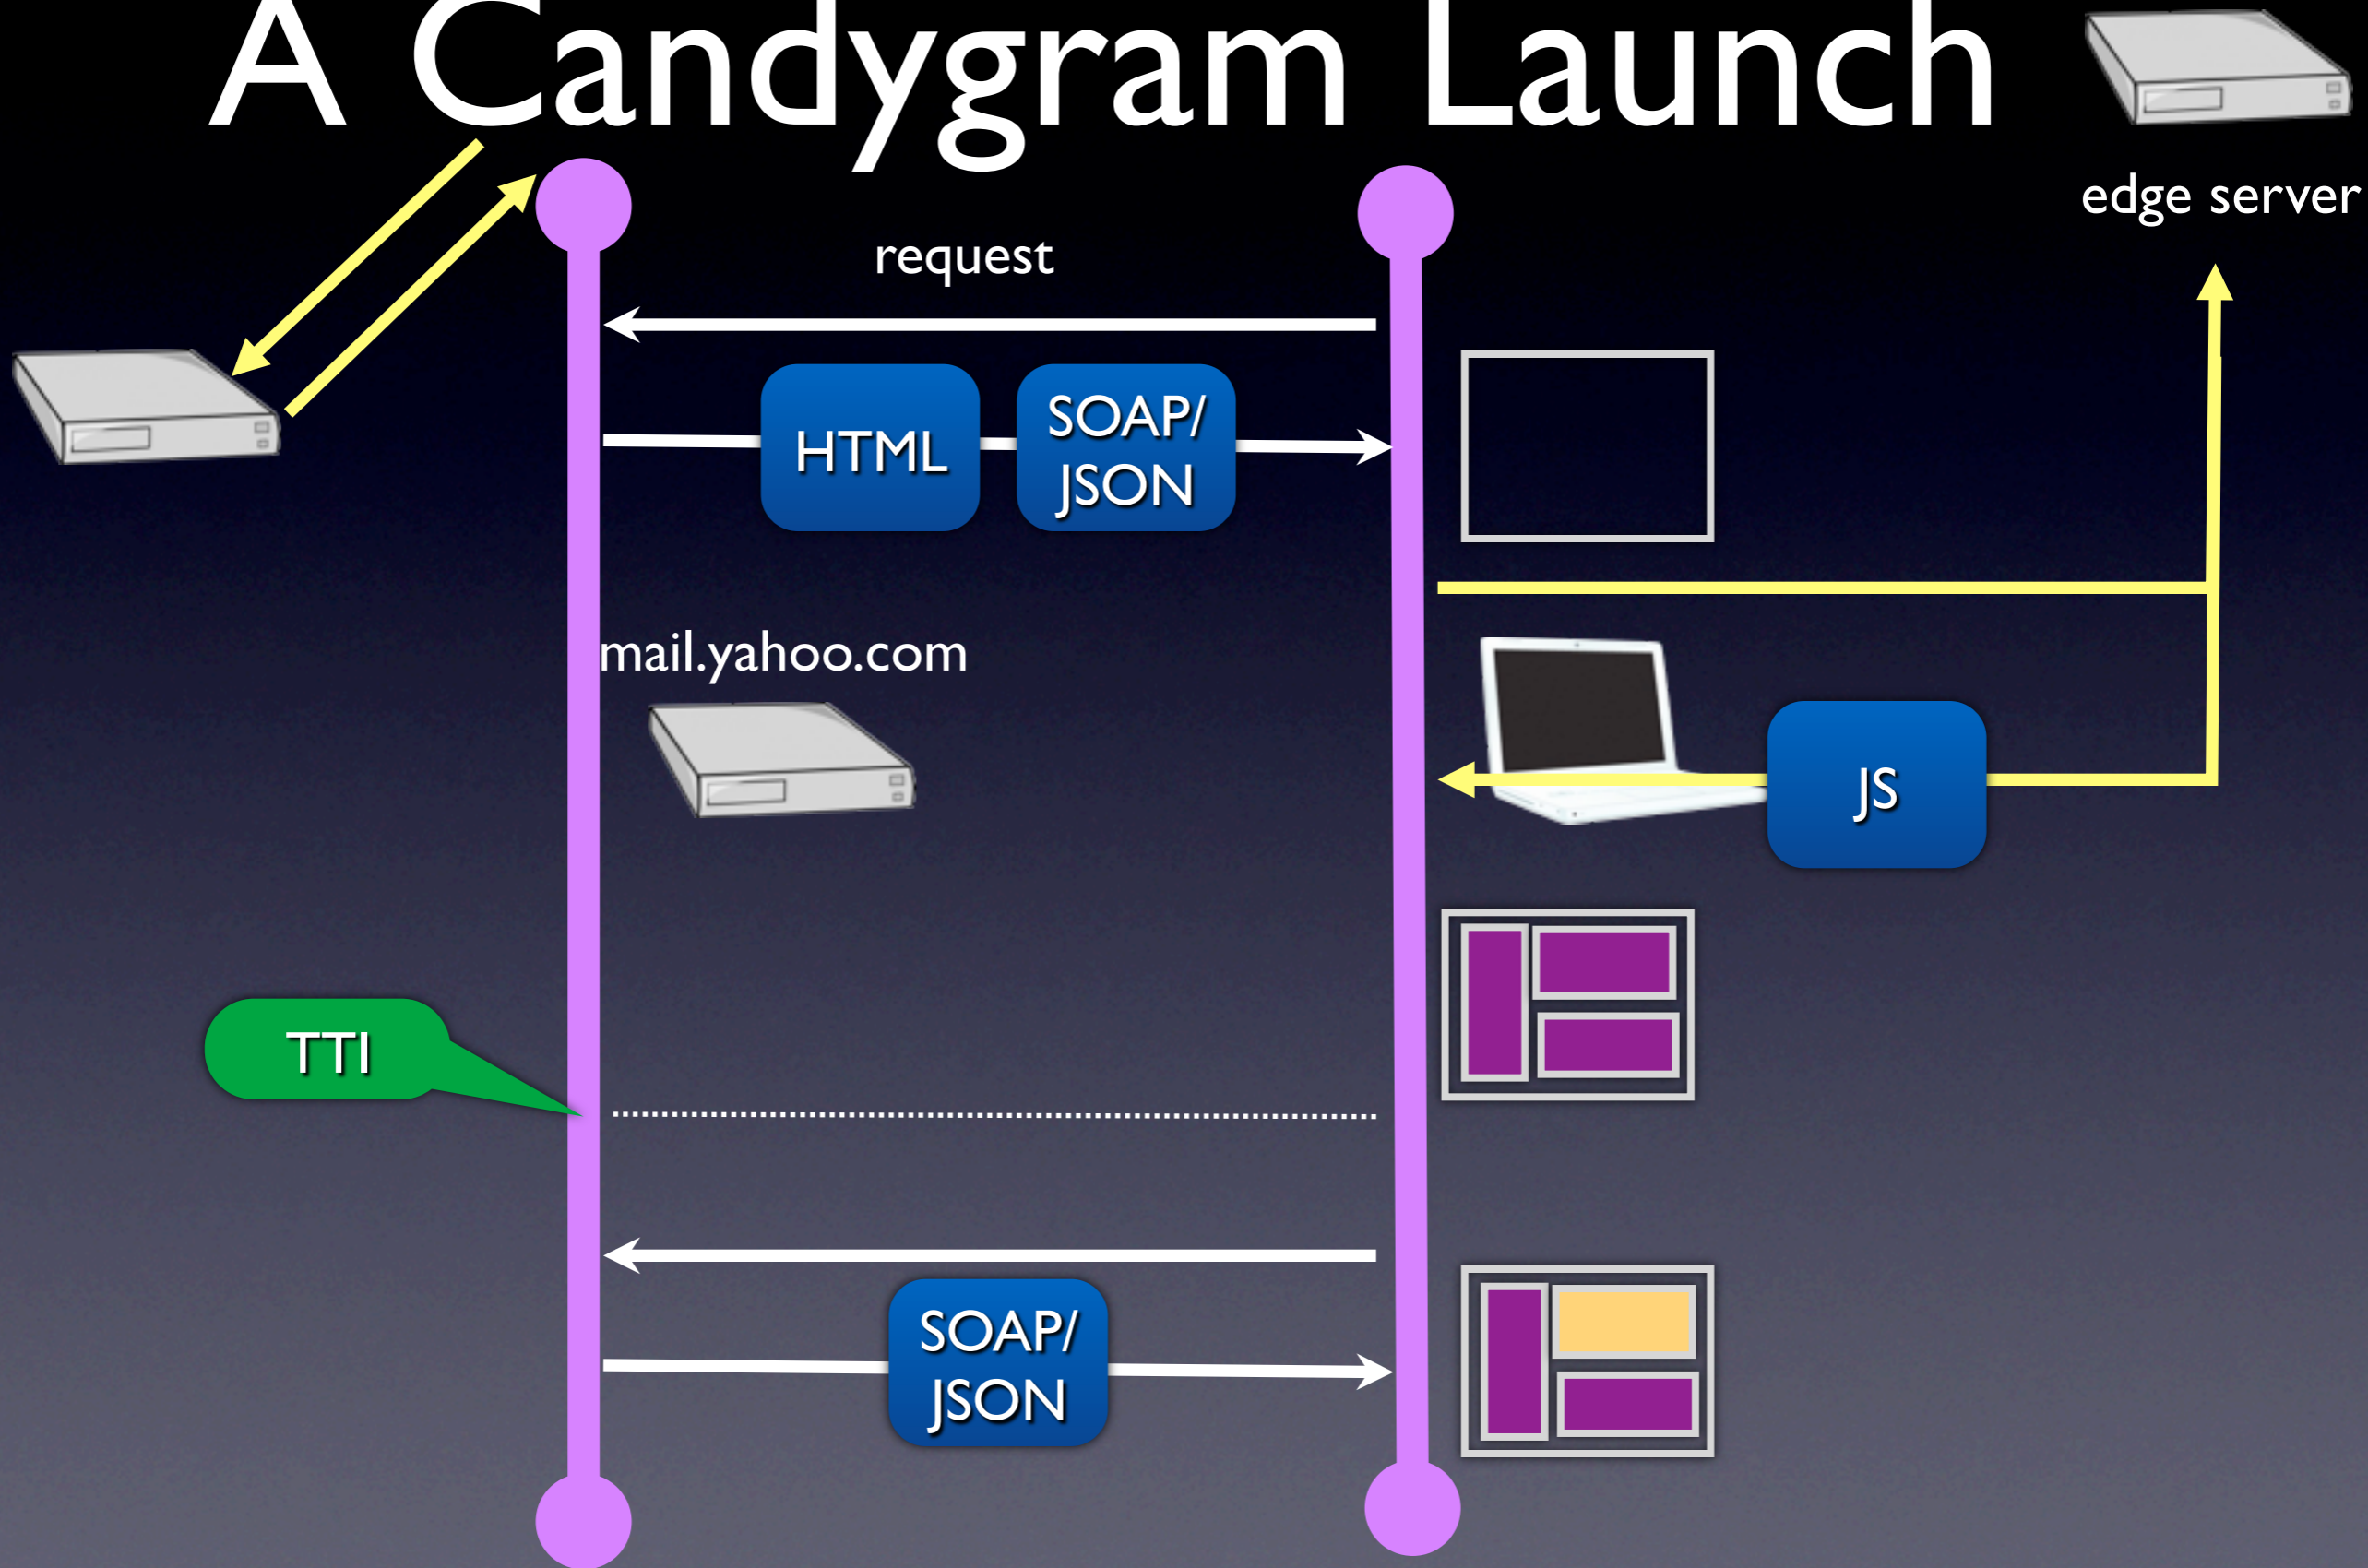 A Candygram Launch
edge server
request
HTML
SOAP/
JSON
mail.yahoo.com
JS
TTI
SOAP/
JSON